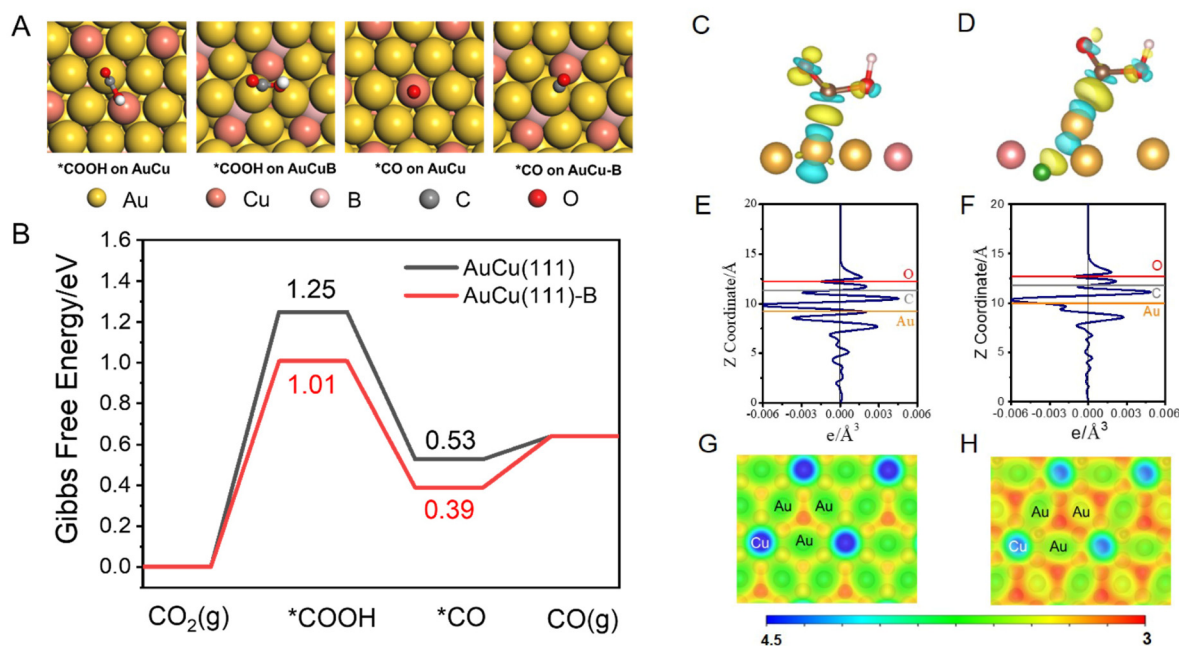 A
*COOH on AuCu
*COOH on AuCuB
*CO on AuCu
*CO on AuCu-B
Au
Cu
B
C
O
B
Gibbs Free Energy/eV
1.6
1.4
1.2
1.0
0.8
0.6
0.4
0.2
0.0
AuCu(111)
AuCu(111)-B
1.25
1.01
0.53
0.39
CO₂(g)
*COOH
*CO
CO(g)
C
D
E
Z Coordinate/Å
20
15
10
5
0
O
C
Au
-0.006 -0.003 0.000 0.003 0.006
e/Å³
F
Z Coordinate/Å
20
15
10
5
0
O
C
Au
-0.006 -0.003 0.000 0.003 0.006
e/Å³
G
Au Au
Cu Au
H
Au Au
Cu Au
4.5 3